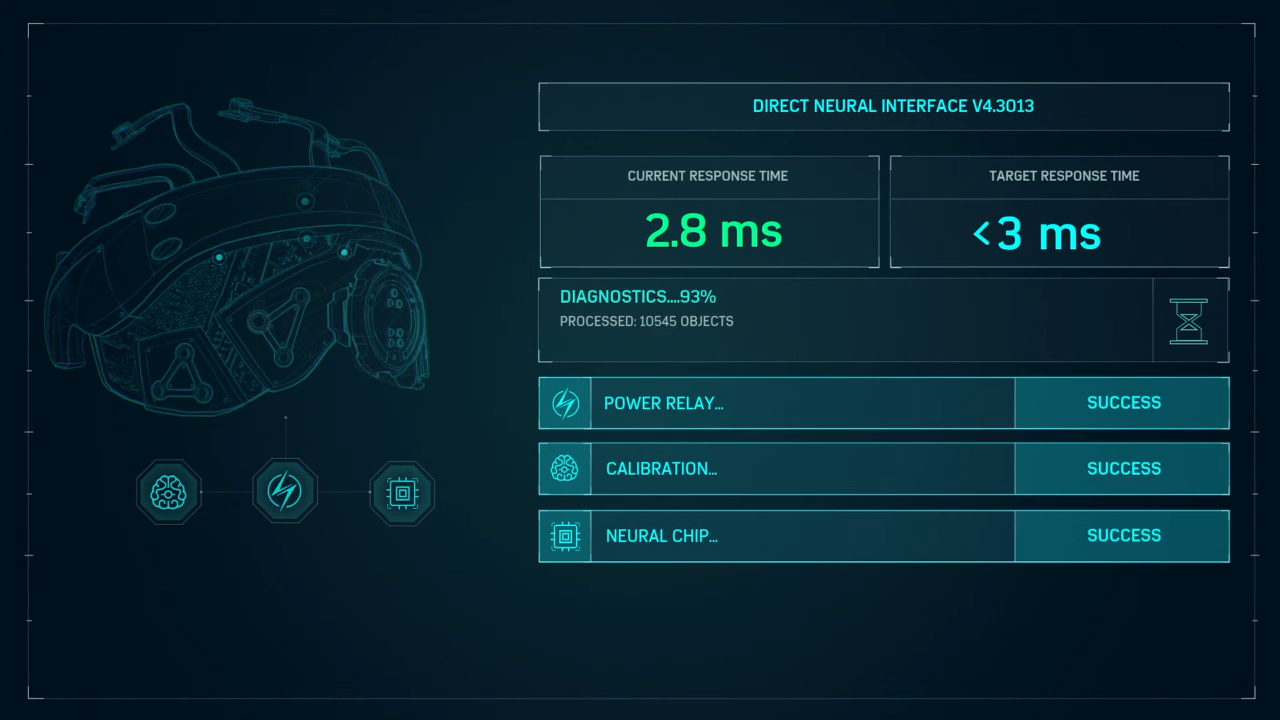 DIRECT NEURAL INTERFACE V4.3013
CURRENT RESPONSE TIME
2.8 ms
TARGET RESPONSE TIME
<3 ms
DIAGNOSTICS....93%
PROCESSED: 10545 OBJECTS
POWER RELAY...
SUCCESS
CALIBRATION...
SUCCESS
NEURAL CHIP...
SUCCESS